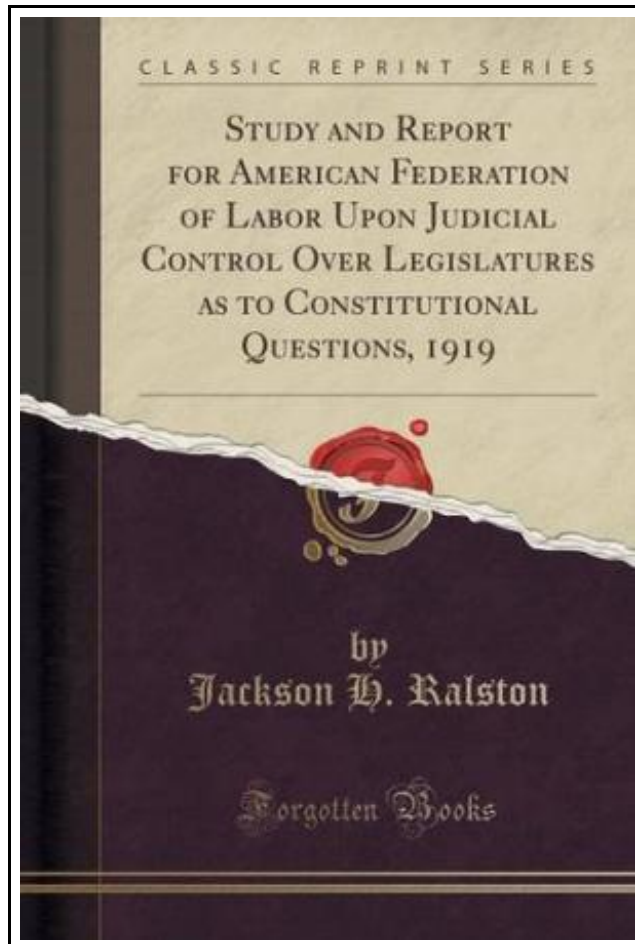 CLASSIC REPRINT SERIES
STUDY AND REPORT
FOR AMERICAN FEDERATION
OF LABOR UPON JUDICIAL
CONTROL OVER LEGISLATURES
AS TO CONSTITUTIONAL
QUESTIONS, 1919
by
Jackson H. Ralston
Forgotten Books